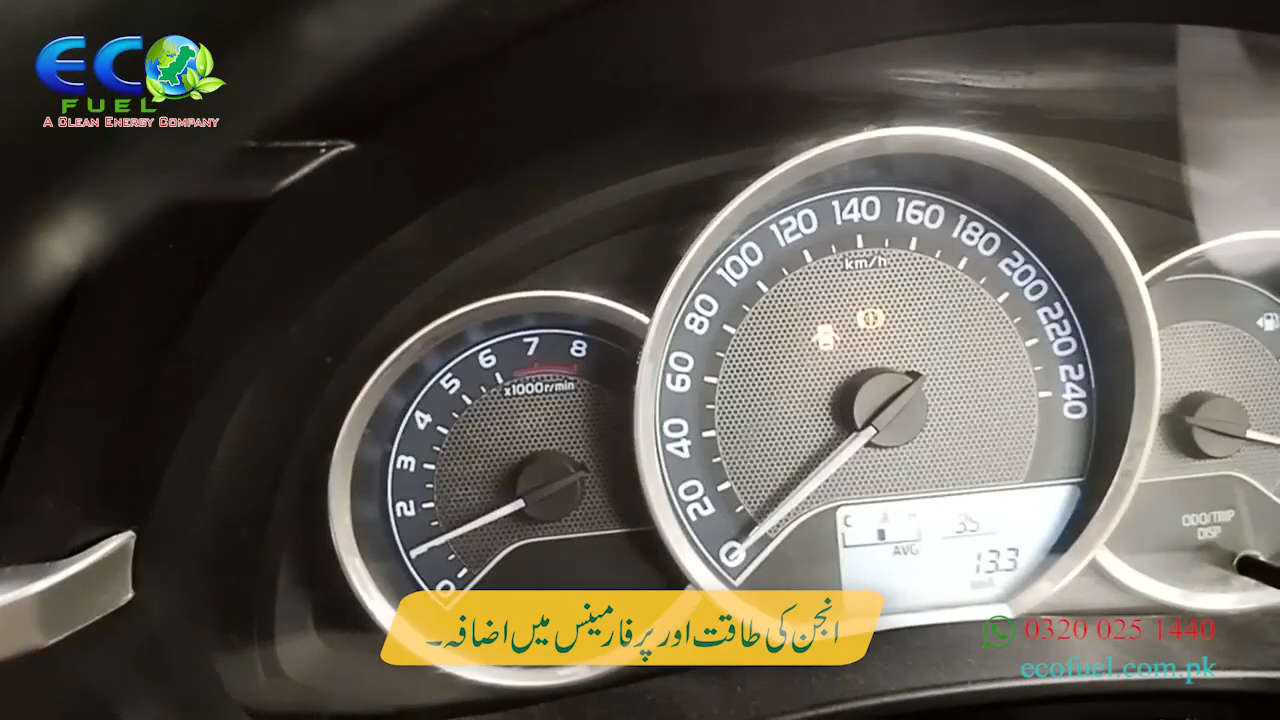 ECO
FUEL
A CLEAN ENERGY COMPANY
0
2
3
4
5
6
7
8
x1000r/min
0
20
40
60
80
100
120
140
160
180
200
220
240
km/h
C
H
35
AVG
13.3
ODO/TRIP
DISP
انجن کی طاقت اور پرفارمینس میں اضافہ۔
0320 025 1440
ecofuel.com.pk